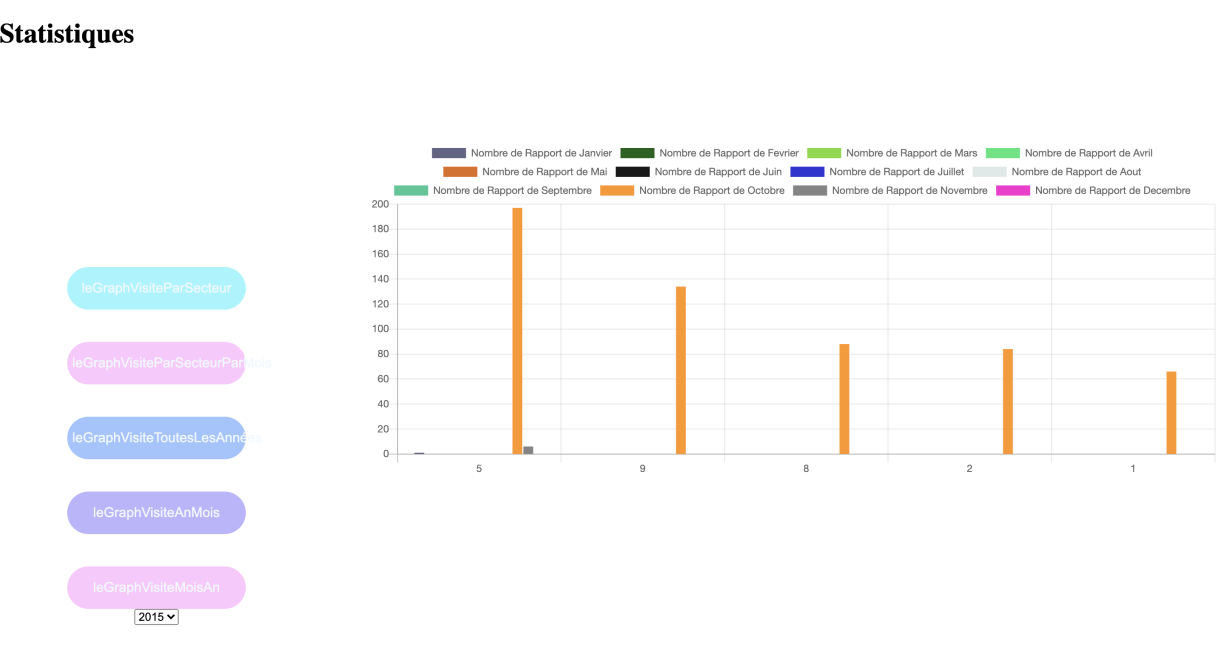 Statistiques
Nombre de Rapport de Janvier Nombre de Rapport de Fevrier Nombre de Rapport de Mars Nombre de Rapport de Avril
Nombre de Rapport de Mai Nombre de Rapport de Juin Nombre de Rapport de Juillet Nombre de Rapport de Aout
Nombre de Rapport de Septembre Nombre de Rapport de Octobre Nombre de Rapport de Novembre Nombre de Rapport de Decembre
200
180
160
140
120
100
80
60
40
20
0
5 9 8 2 1
leGraphVisiteParSecteur
leGraphVisiteParSecteurParMois
leGraphVisiteToutesLesAnnées
leGraphVisiteAnMois
leGraphVisiteMoisAn
2015